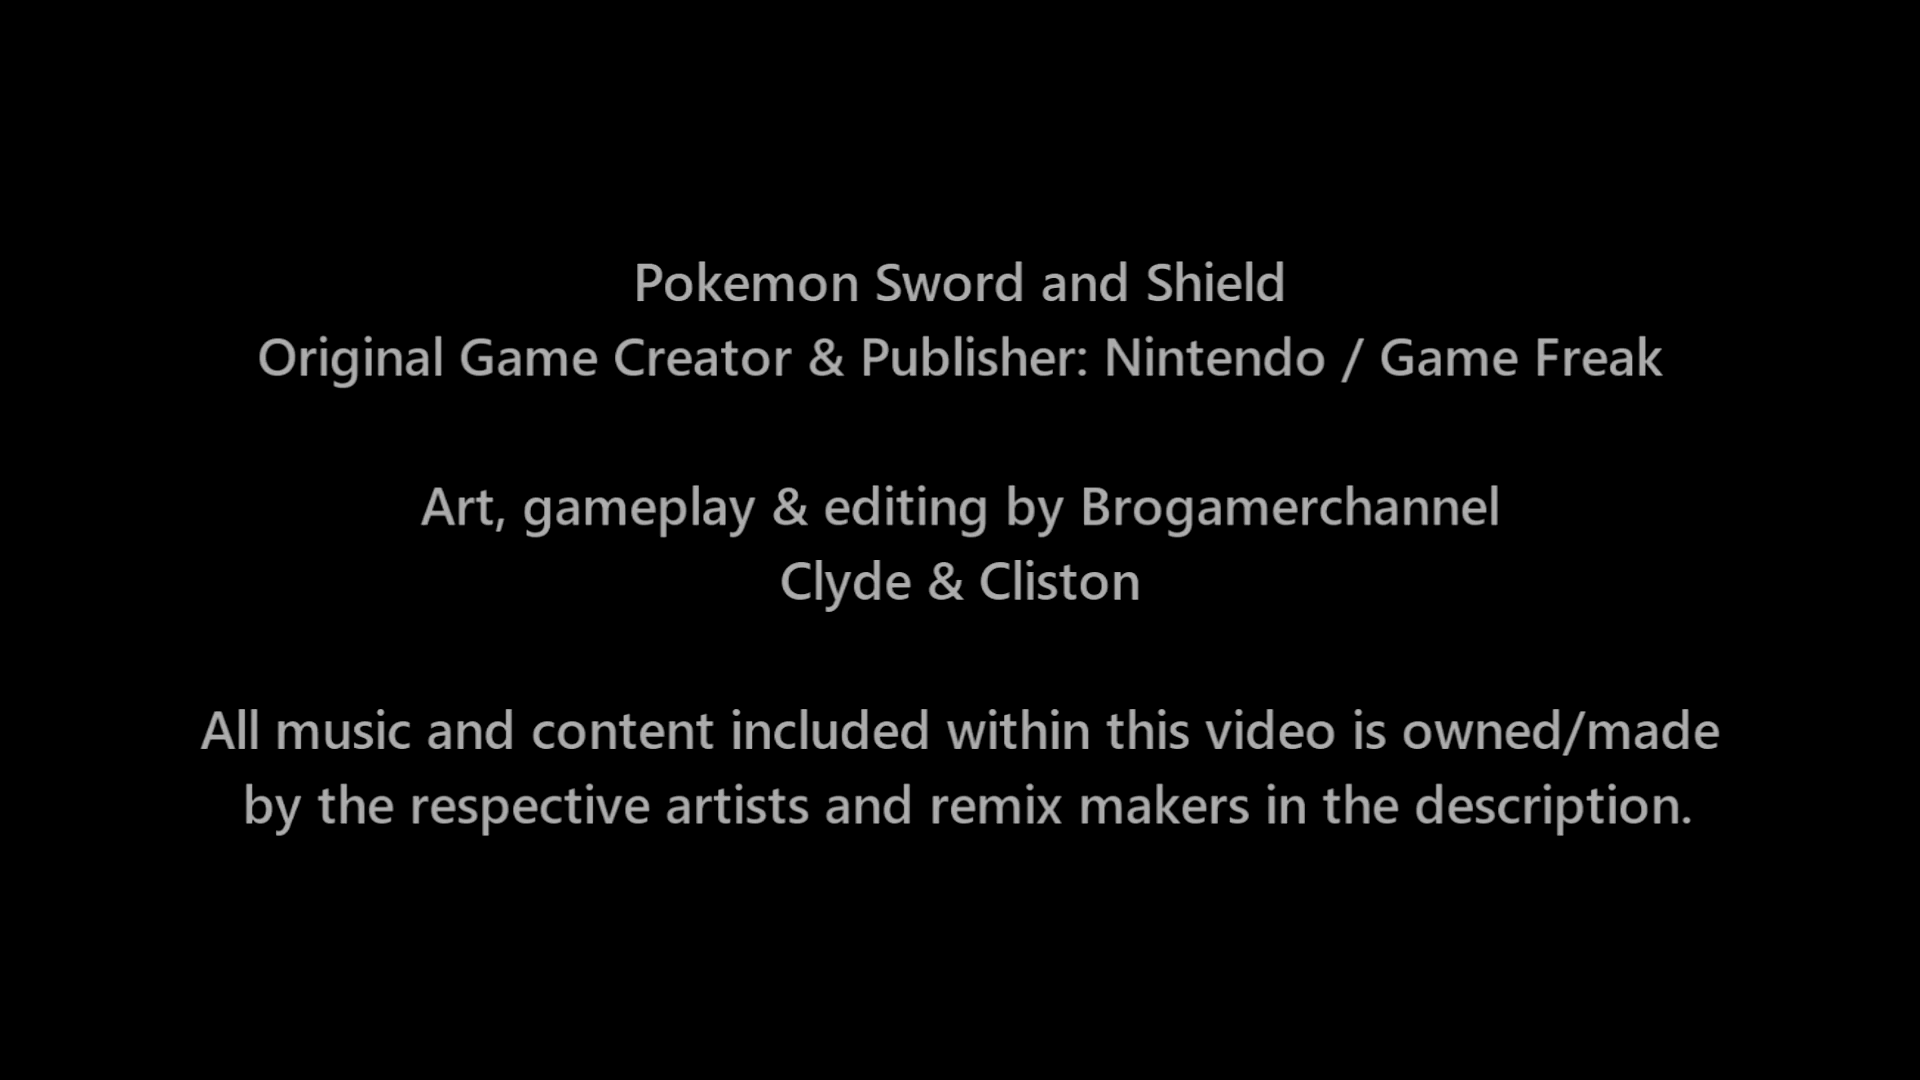 Pokemon Sword and Shield
Original Game Creator & Publisher: Nintendo / Game Freak
Art, gameplay & editing by Brogamerchannel
Clyde & Cliston
All music and content included within this video is owned/made
by the respective artists and remix makers in the description.